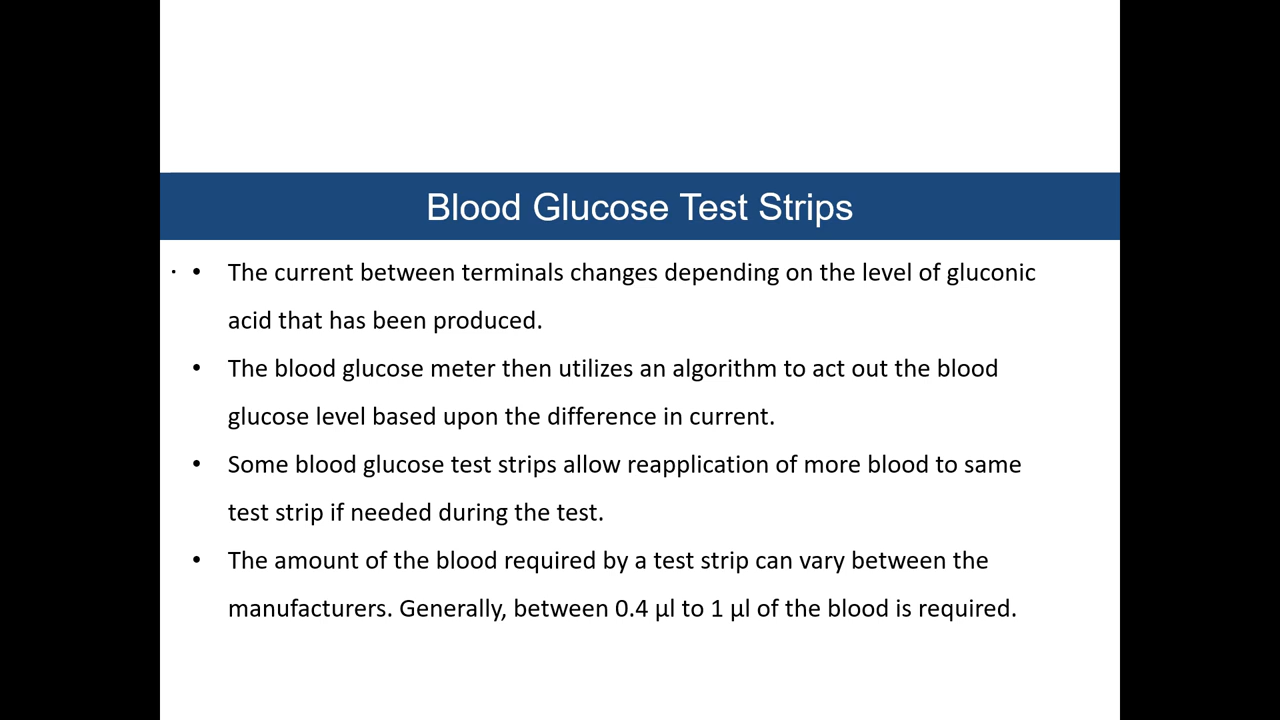 Blood Glucose Test Strips
• The current between terminals changes depending on the level of gluconic
acid that has been produced.
• The blood glucose meter then utilizes an algorithm to act out the blood
glucose level based upon the difference in current.
• Some blood glucose test strips allow reapplication of more blood to same
test strip if needed during the test.
• The amount of the blood required by a test strip can vary between the
manufacturers. Generally, between 0.4 µl to 1 µl of the blood is required.